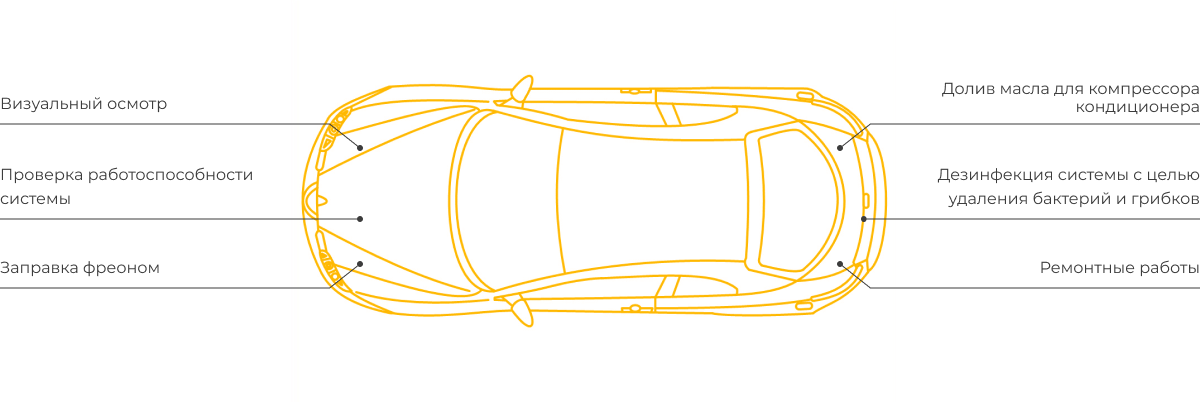 Визуальный осмотр
Проверка работоспособности
системы
Заправка фреоном
Долив масла для компрессора
кондиционера
Дезинфекция системы с целью
удаления бактерий и грибков
Ремонтные работы